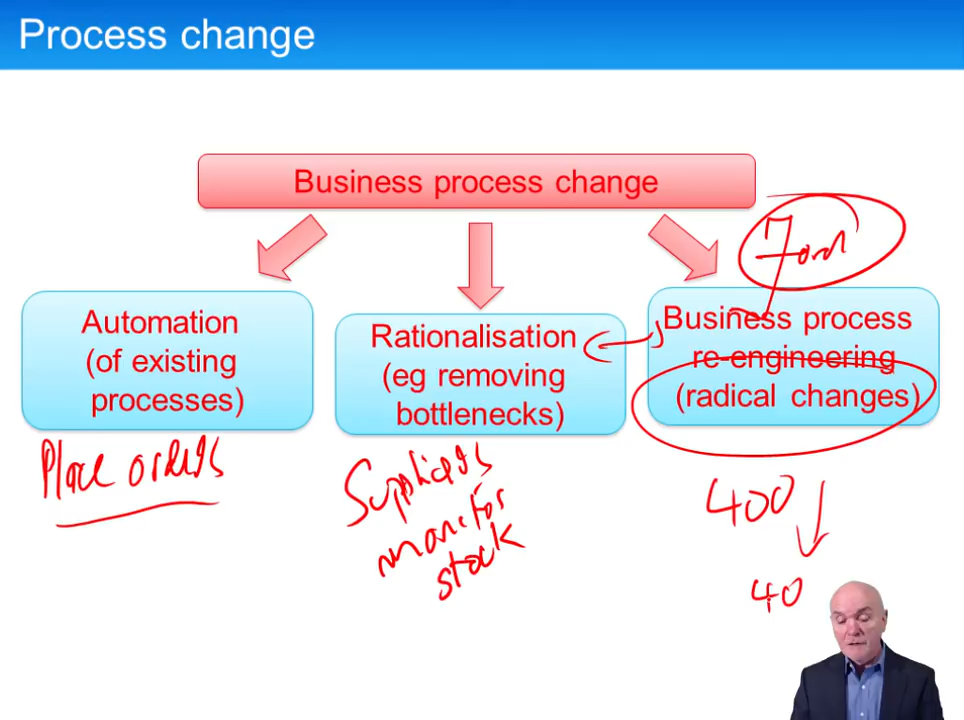 Process change
Business process change
Ford
Automation
(of existing
processes)
Rationalisation
(eg removing
bottlenecks)
Business process
re-engineering
(radical changes)
Place orders
Suppliers
monitor
stock
400
40